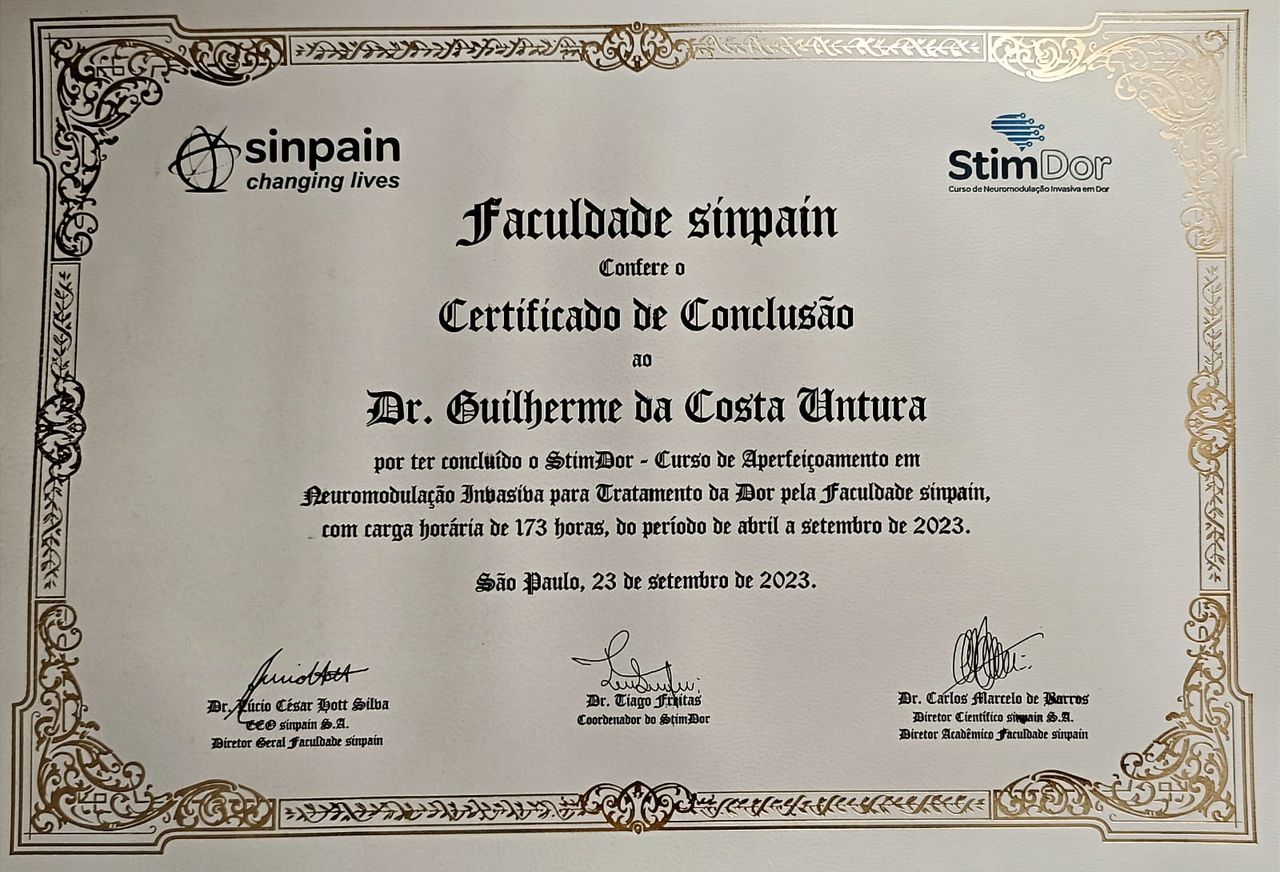 sinpain
changing lives
StimDor
Curso de Neuromodulação Invasiva em Dor
Faculdade sinpain
Confere o
Certificado de Conclusão
ao
Dr. Guilherme da Costa Untura
por ter concluído o StimDor - Curso de Aperfeiçoamento em
Neuromodulação Invasiva para Tratamento da Dor pela Faculdade sinpain,
com carga horária de 173 horas, do período de abril a setembro de 2023.
São Paulo, 23 de setembro de 2023.
Dr. Lúcio César Hott Silva
CEO sinpain S.A.
Diretor Geral Faculdade sinpain
Dr. Tiago Freitas
Coordenador do StimDor
Dr. Carlos Marcelo de Barros
Diretor Científico sinpain S.A.
Diretor Acadêmico Faculdade sinpain